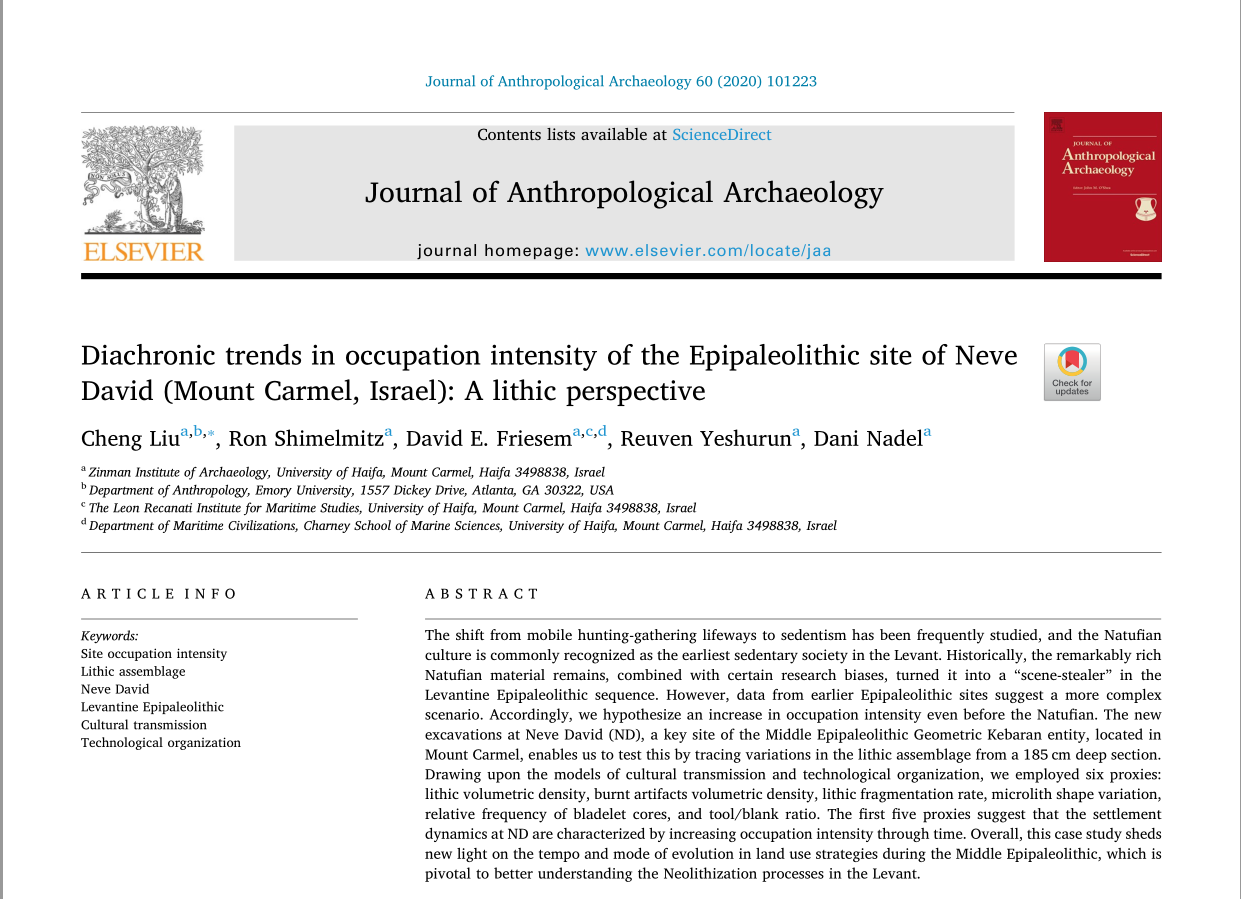 Journal of Anthropological Archaeology 60 (2020) 101223
Contents lists available at ScienceDirect
Journal of Anthropological Archaeology
journal homepage: www.elsevier.com/locate/jaa
ELSEVIER
JOURNAL OF
Anthropological
Archaeology
Diachronic trends in occupation intensity of the Epipaleolithic site of Neve
David (Mount Carmel, Israel): A lithic perspective
Check for
updates
Cheng Liua,b,*, Ron Shimelmitza, David E. Friesema,c,d, Reuven Yeshuruna, Dani Nadela
a Zinman Institute of Archaeology, University of Haifa, Mount Carmel, Haifa 3498838, Israel
b Department of Anthropology, Emory University, 1557 Dickey Drive, Atlanta, GA 30322, USA
c The Leon Recanati Institute for Maritime Studies, University of Haifa, Mount Carmel, Haifa 3498838, Israel
d Department of Maritime Civilizations, Charney School of Marine Sciences, University of Haifa, Mount Carmel, Haifa 3498838, Israel
ARTICLE INFO
Keywords:
Site occupation intensity
Lithic assemblage
Neve David
Levantine Epipaleolithic
Cultural transmission
Technological organization
ABSTRACT
The shift from mobile hunting-gathering lifeways to sedentism has been frequently studied, and the Natufian
culture is commonly recognized as the earliest sedentary society in the Levant. Historically, the remarkably rich
Natufian material remains, combined with certain research biases, turned it into a “scene-stealer” in the
Levantine Epipaleolithic sequence. However, data from earlier Epipaleolithic sites suggest a more complex
scenario. Accordingly, we hypothesize an increase in occupation intensity even before the Natufian. The new
excavations at Neve David (ND), a key site of the Middle Epipaleolithic Geometric Kebaran entity, located in
Mount Carmel, enables us to test this by tracing variations in the lithic assemblage from a 185 cm deep section.
Drawing upon the models of cultural transmission and technological organization, we employed six proxies:
lithic volumetric density, burnt artifacts volumetric density, lithic fragmentation rate, microlith shape variation,
relative frequency of bladelet cores, and tool/blank ratio. The first five proxies suggest that the settlement
dynamics at ND are characterized by increasing occupation intensity through time. Overall, this case study sheds
new light on the tempo and mode of evolution in land use strategies during the Middle Epipaleolithic, which is
pivotal to better understanding the Neolithization processes in the Levant.